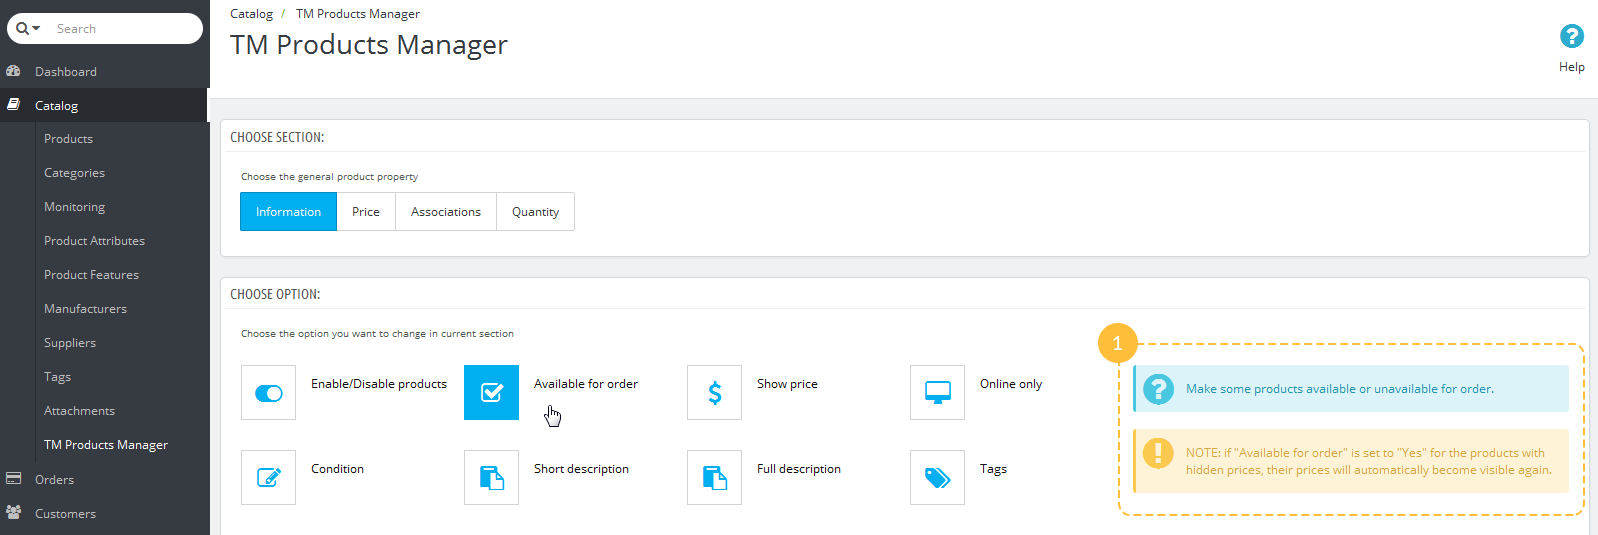 Search
Dashboard
Catalog
Products
Categories
Monitoring
Product Attributes
Product Features
Manufacturers
Suppliers
Tags
Attachments
TM Products Manager
Orders
Customers
Catalog / TM Products Manager
TM Products Manager
?
Help
CHOOSE SECTION:
Choose the general product property
Information Price Associations Quantity
CHOOSE OPTION:
Choose the option you want to change in current section
Enable/Disable products
Available for order
$ Show price
Online only
Condition
Short description
Full description
Tags
1
? Make some products available or unavailable for order.
! NOTE: if "Available for order" is set to "Yes" for the products with
hidden prices, their prices will automatically become visible again.